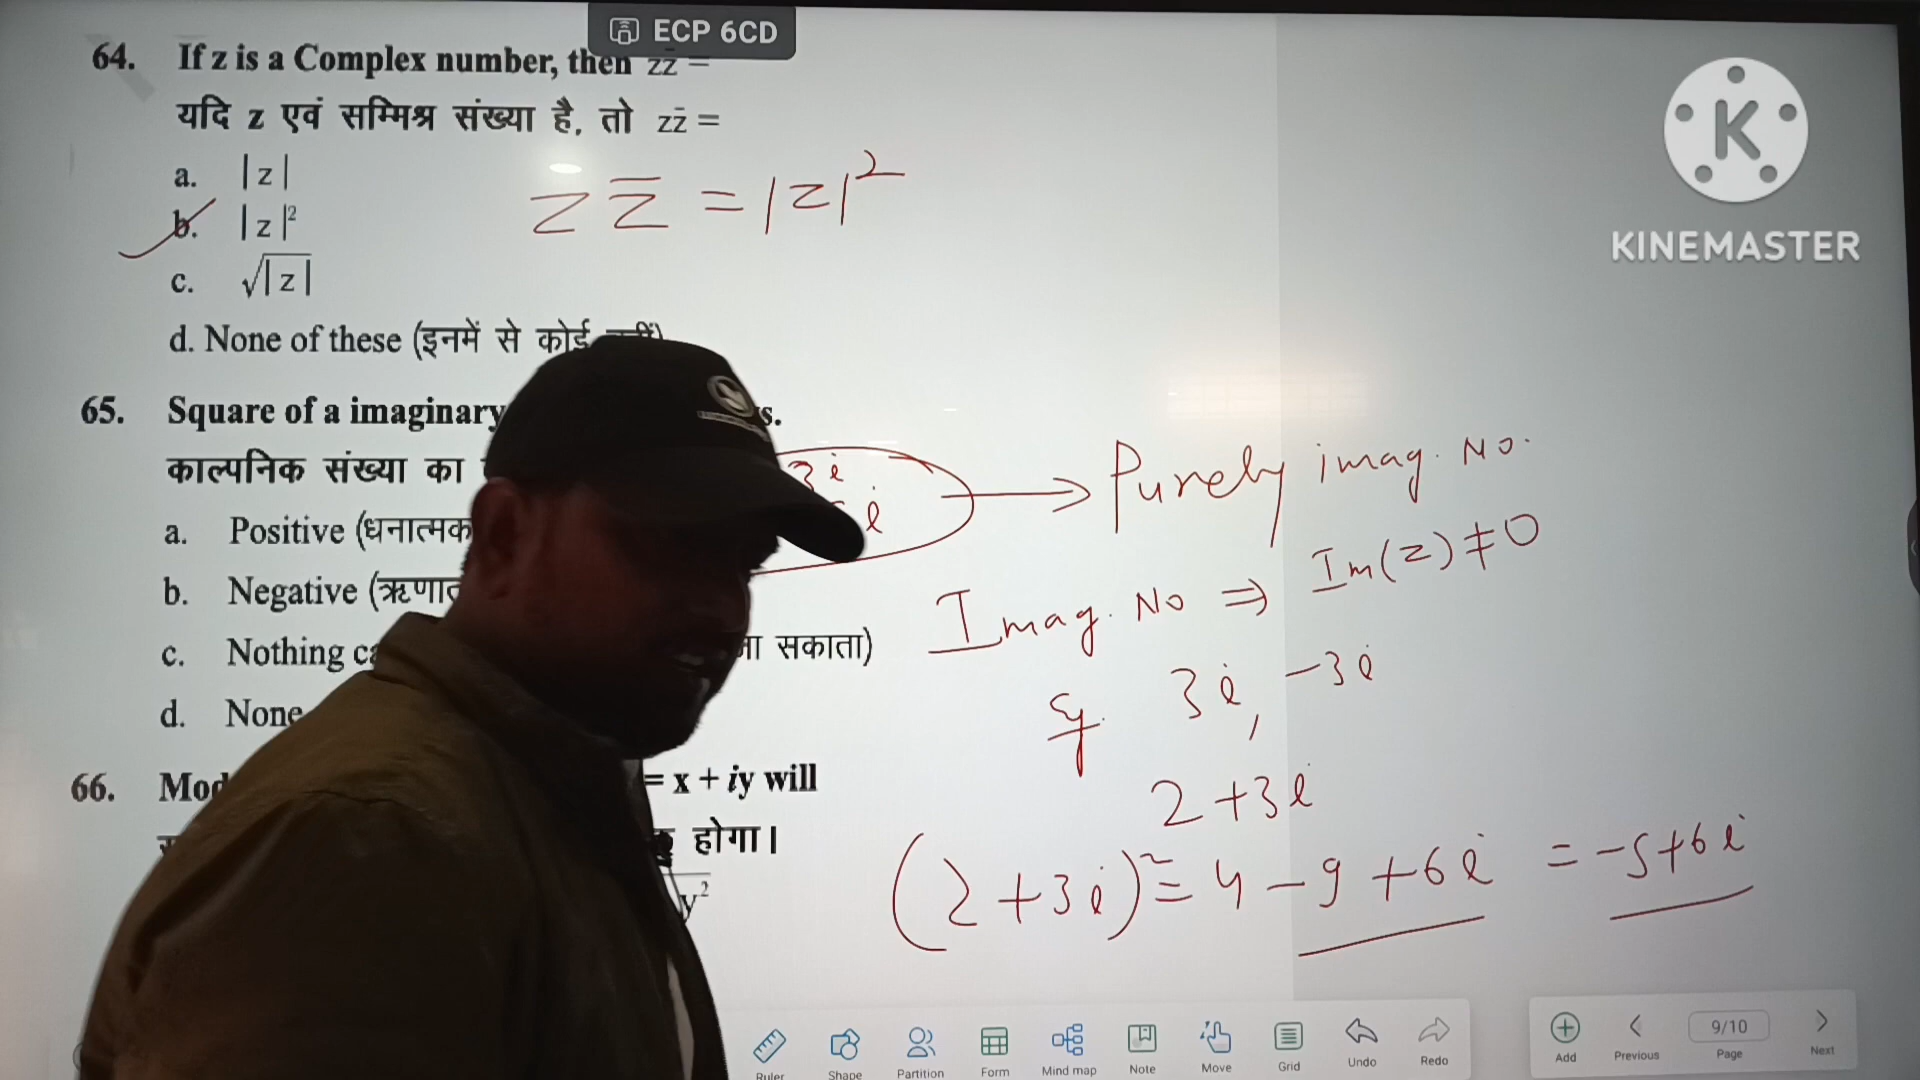 ECP 6CD
64. If z is a Complex number, then zz̄ =
यदि z एवं सम्मिश्र संख्या है, तो zz̄ =
a. |z|
b. |z|²
c. √|z|
d. None of these (इनमें से कोई
z z̄ = |z|²
KINEMASTER
65. Square of a imaginary
काल्पनिक संख्या का
a. Positive (धनात्मक
b. Negative
c. Nothing
सकाता)
d. None
3i
i
Purely imag. No.
Imag. No ⇒ Im(z) ≠ 0
Eg. 3i, -3i
2+3i
(2+3i)² = 4-9+6i = -5+6i
66. = x + iy will
होगा।
y²
Ruler Shape Partition Form Mind map Note Move Grid Undo Redo
Add Previous 9/10 Page Next